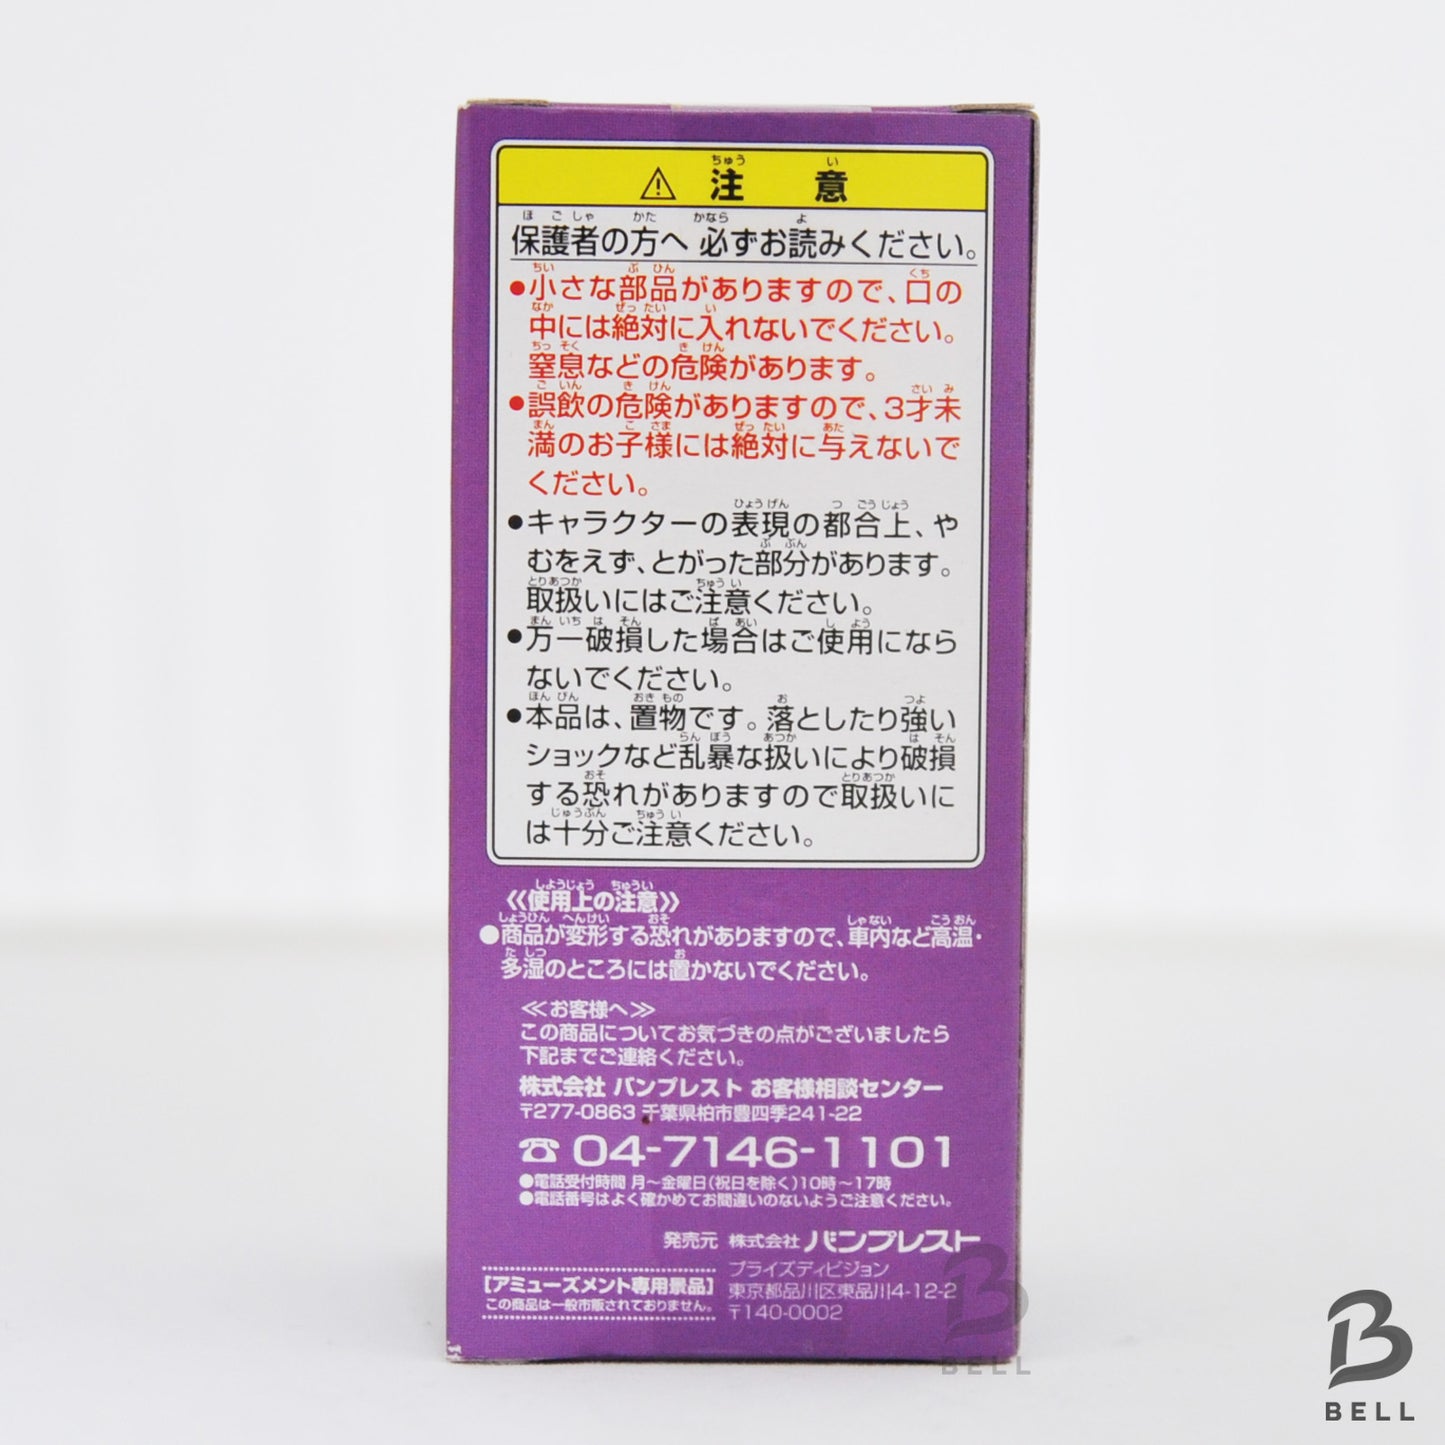 ⚠ 注意
保護者の方へ 必ずお読みください。
●小さな部品がありますので、口の
中には絶対に入れないでください。
窒息などの危険があります。
●誤飲の危険がありますので、3才未
満のお子様には絶対に与えないで
ください。
●キャラクターの表現の都合上、や
むをえず、とがった部分があります。
取扱いにはご注意ください。
●万一破損した場合はご使用になら
ないでください。
●本品は、置物です。落としたり強い
ショックなど乱暴な扱いにより破損
する恐れがありますので取扱いに
は十分ご注意ください。
≪使用上の注意≫
●商品が変形する恐れがありますので、車内など高温・
多湿のところには置かないでください。
≪お客様へ≫
この商品についてお気づきの点がございましたら
下記までご連絡ください。
株式会社 バンプレスト お客様相談センター
〒277-0863 千葉県柏市豊四季241-22
☎ 04-7146-1101
●電話受付時間 月～金曜日(祝日を除く)10時～17時
●電話番号はよく確かめてお間違いのないようご注意ください。
発売元 株式会社 バンプレスト
プライズディビジョン
東京都品川区東品川4-12-2
〒140-0002
[アミューズメント専用景品]
この商品は一般市販されておりません。
BELL
BELL